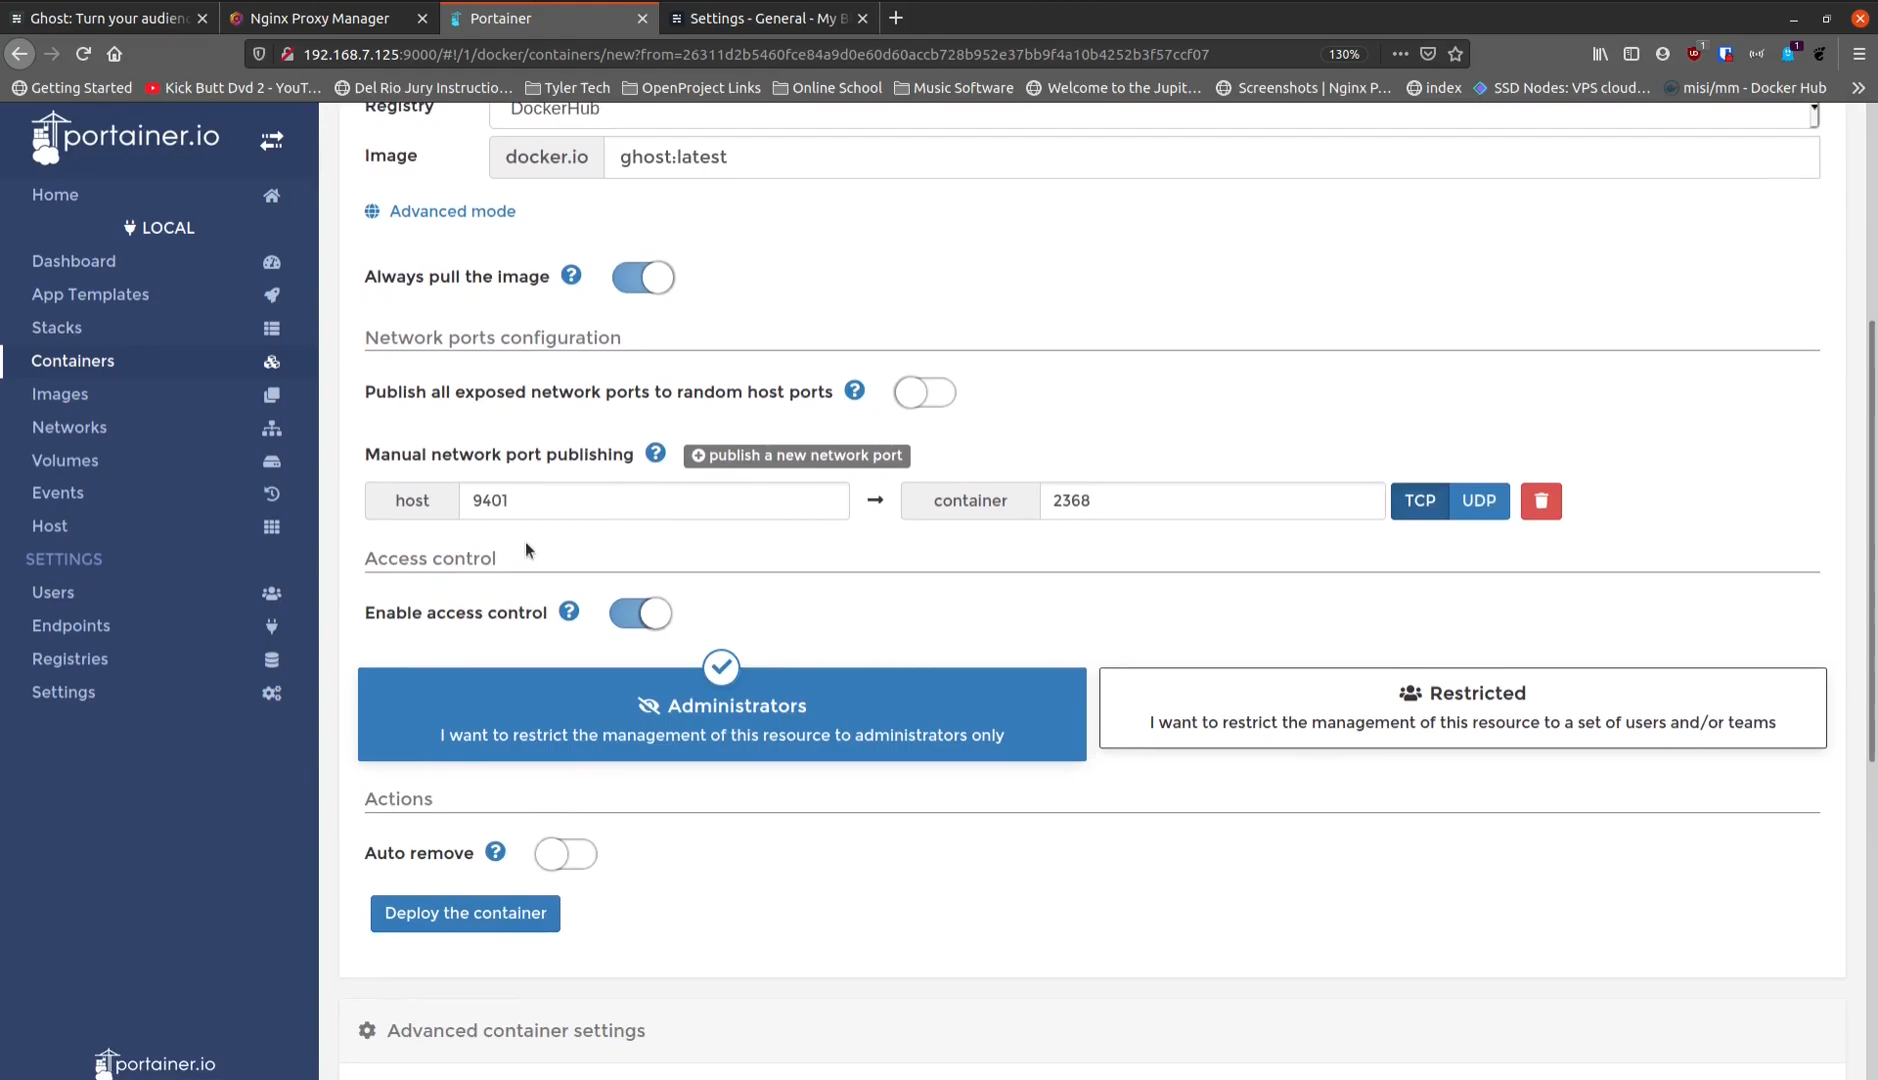 Ghost: Turn your audienc
Nginx Proxy Manager
Portainer
Settings - General - My B
192.168.7.125:9000/#!/1/docker/containers/new?from=26311d2b5460fce84a9d0e60d60accb728b952e37bb9f4a10b4252b3f57ccf07
130%
1
1
Getting Started
Kick Butt Dvd 2 - YouT…
Del Rio Jury Instructio…
Tyler Tech
OpenProject Links
Online School
Music Software
Welcome to the Jupit…
Screenshots | Nginx P…
index
SSD Nodes: VPS cloud…
misi/mm - Docker Hub
portainer.io
Home
LOCAL
Dashboard
App Templates
Stacks
Containers
Images
Networks
Volumes
Events
Host
SETTINGS
Users
Endpoints
Registries
Settings
portainer.io
Registry
DockerHub
Image
docker.io
ghost:latest
Advanced mode
Always pull the image
Network ports configuration
Publish all exposed network ports to random host ports
Manual network port publishing
publish a new network port
host
9401
container
2368
TCP
UDP
Access control
Enable access control
Administrators
I want to restrict the management of this resource to administrators only
Restricted
I want to restrict the management of this resource to a set of users and/or teams
Actions
Auto remove
Deploy the container
Advanced container settings